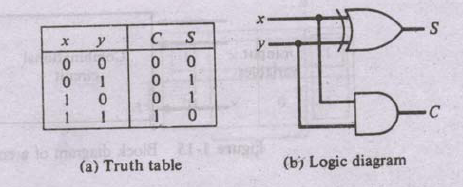 x y C S
0 0 0 0
0 1 0 1
1 0 0 1
1 1 1 0
(a) Truth table
x
y
S
C
(b) Logic diagram